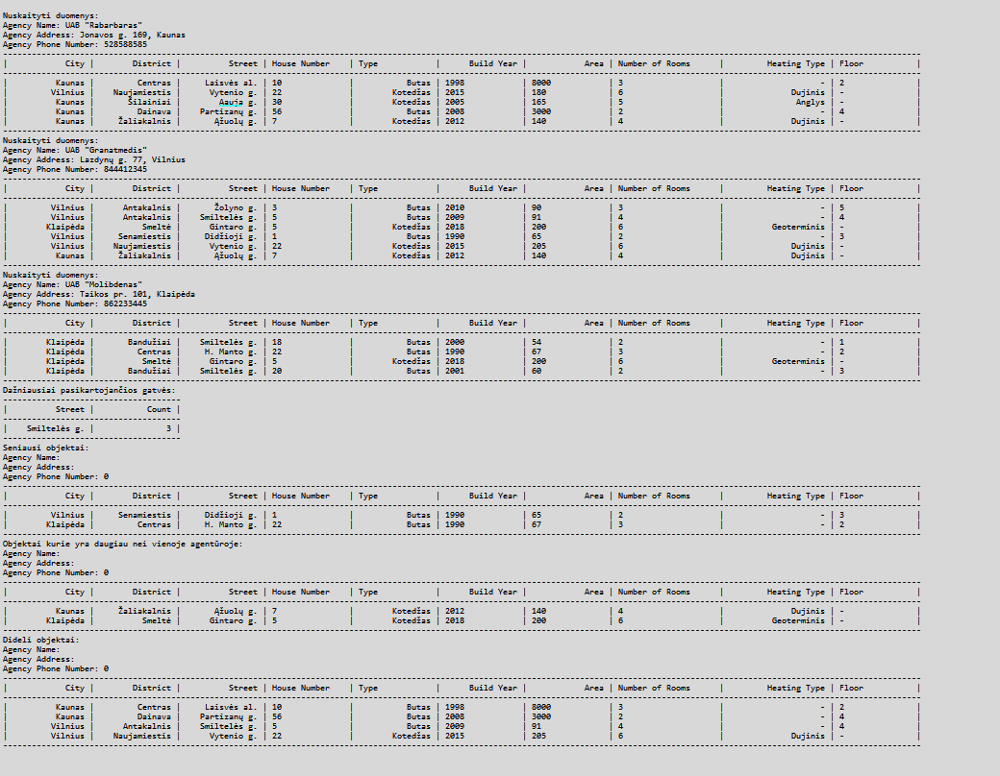 Nuskaityti duomenys:
Agency Name: UAB "Rabarbaras"
Agency Address: Jonavos g. 169, Kaunas
Agency Phone Number: 528588585
| City | District | Street | House Number | Type | Build Year | Area | Number of Rooms | Heating Type | Floor |
| Kaunas | Centras | Laisvės al. | 10 | Butas | 1998 | 8000 | 3 | - | 2 |
| Vilnius | Naujamiestis | Vytenio g. | 22 | Kotedžas | 2015 | 180 | 6 | Dujinis | - |
| Kaunas | Šilainiai | Aauja g. | 30 | Kotedžas | 2005 | 165 | 5 | Anglys | - |
| Kaunas | Dainava | Partizanų g. | 56 | Butas | 2008 | 3000 | 2 | - | 4 |
| Kaunas | Žaliakalnis | Ąžuolų g. | 7 | Kotedžas | 2012 | 140 | 4 | Dujinis | - |
Nuskaityti duomenys:
Agency Name: UAB "Granatmedis"
Agency Address: Lazdynų g. 77, Vilnius
Agency Phone Number: 844412345
| City | District | Street | House Number | Type | Build Year | Area | Number of Rooms | Heating Type | Floor |
| Vilnius | Antakalnis | Žolyno g. | 3 | Butas | 2010 | 90 | 3 | - | 5 |
| Vilnius | Antakalnis | Smiltelės g. | 5 | Butas | 2009 | 91 | 4 | - | 4 |
| Klaipėda | Smeltė | Gintaro g. | 5 | Kotedžas | 2018 | 200 | 6 | Geoterminis | - |
| Vilnius | Senamiestis | Didžioji g. | 1 | Butas | 1990 | 65 | 2 | - | 3 |
| Vilnius | Naujamiestis | Vytenio g. | 22 | Kotedžas | 2015 | 205 | 6 | Dujinis | - |
| Kaunas | Žaliakalnis | Ąžuolų g. | 7 | Kotedžas | 2012 | 140 | 4 | Dujinis | - |
Nuskaityti duomenys:
Agency Name: UAB "Molibdenas"
Agency Address: Taikos pr. 101, Klaipėda
Agency Phone Number: 862233445
| City | District | Street | House Number | Type | Build Year | Area | Number of Rooms | Heating Type | Floor |
| Klaipėda | Bandužiai | Smiltelės g. | 18 | Butas | 2000 | 54 | 2 | - | 1 |
| Klaipėda | Centras | H. Manto g. | 22 | Butas | 1990 | 67 | 3 | - | 2 |
| Klaipėda | Smeltė | Gintaro g. | 5 | Kotedžas | 2018 | 200 | 6 | Geoterminis | - |
| Klaipėda | Bandužiai | Smiltelės g. | 20 | Butas | 2001 | 60 | 2 | - | 3 |
Dažniausiai pasikartojančios gatvės:
| Street | Count |
| Smiltelės g. | 3 |
Seniausi objektai:
Agency Name:
Agency Address:
Agency Phone Number: 0
| City | District | Street | House Number | Type | Build Year | Area | Number of Rooms | Heating Type | Floor |
| Vilnius | Senamiestis | Didžioji g. | 1 | Butas | 1990 | 65 | 2 | - | 3 |
| Klaipėda | Centras | H. Manto g. | 22 | Butas | 1990 | 67 | 3 | - | 2 |
Objektai kurie yra daugiau nei vienoje agentūroje:
Agency Name:
Agency Address:
Agency Phone Number: 0
| City | District | Street | House Number | Type | Build Year | Area | Number of Rooms | Heating Type | Floor |
| Kaunas | Žaliakalnis | Ąžuolų g. | 7 | Kotedžas | 2012 | 140 | 4 | Dujinis | - |
| Klaipėda | Smeltė | Gintaro g. | 5 | Kotedžas | 2018 | 200 | 6 | Geoterminis | - |
Dideli objektai:
Agency Name:
Agency Address:
Agency Phone Number: 0
| City | District | Street | House Number | Type | Build Year | Area | Number of Rooms | Heating Type | Floor |
| Kaunas | Centras | Laisvės al. | 10 | Butas | 1998 | 8000 | 3 | - | 2 |
| Kaunas | Dainava | Partizanų g. | 56 | Butas | 2008 | 3000 | 2 | - | 4 |
| Vilnius | Antakalnis | Smiltelės g. | 5 | Butas | 2009 | 91 | 4 | - | 4 |
| Vilnius | Naujamiestis | Vytenio g. | 22 | Kotedžas | 2015 | 205 | 6 | Dujinis | - |